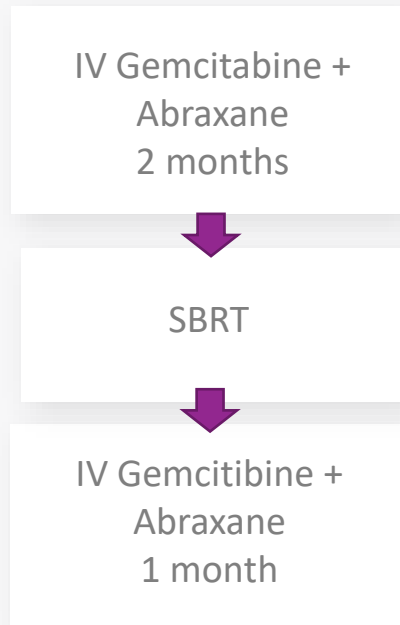 IV Gemcitabine +
Abraxane
2 months
SBRT
IV Gemcitibine +
Abraxane
1 month